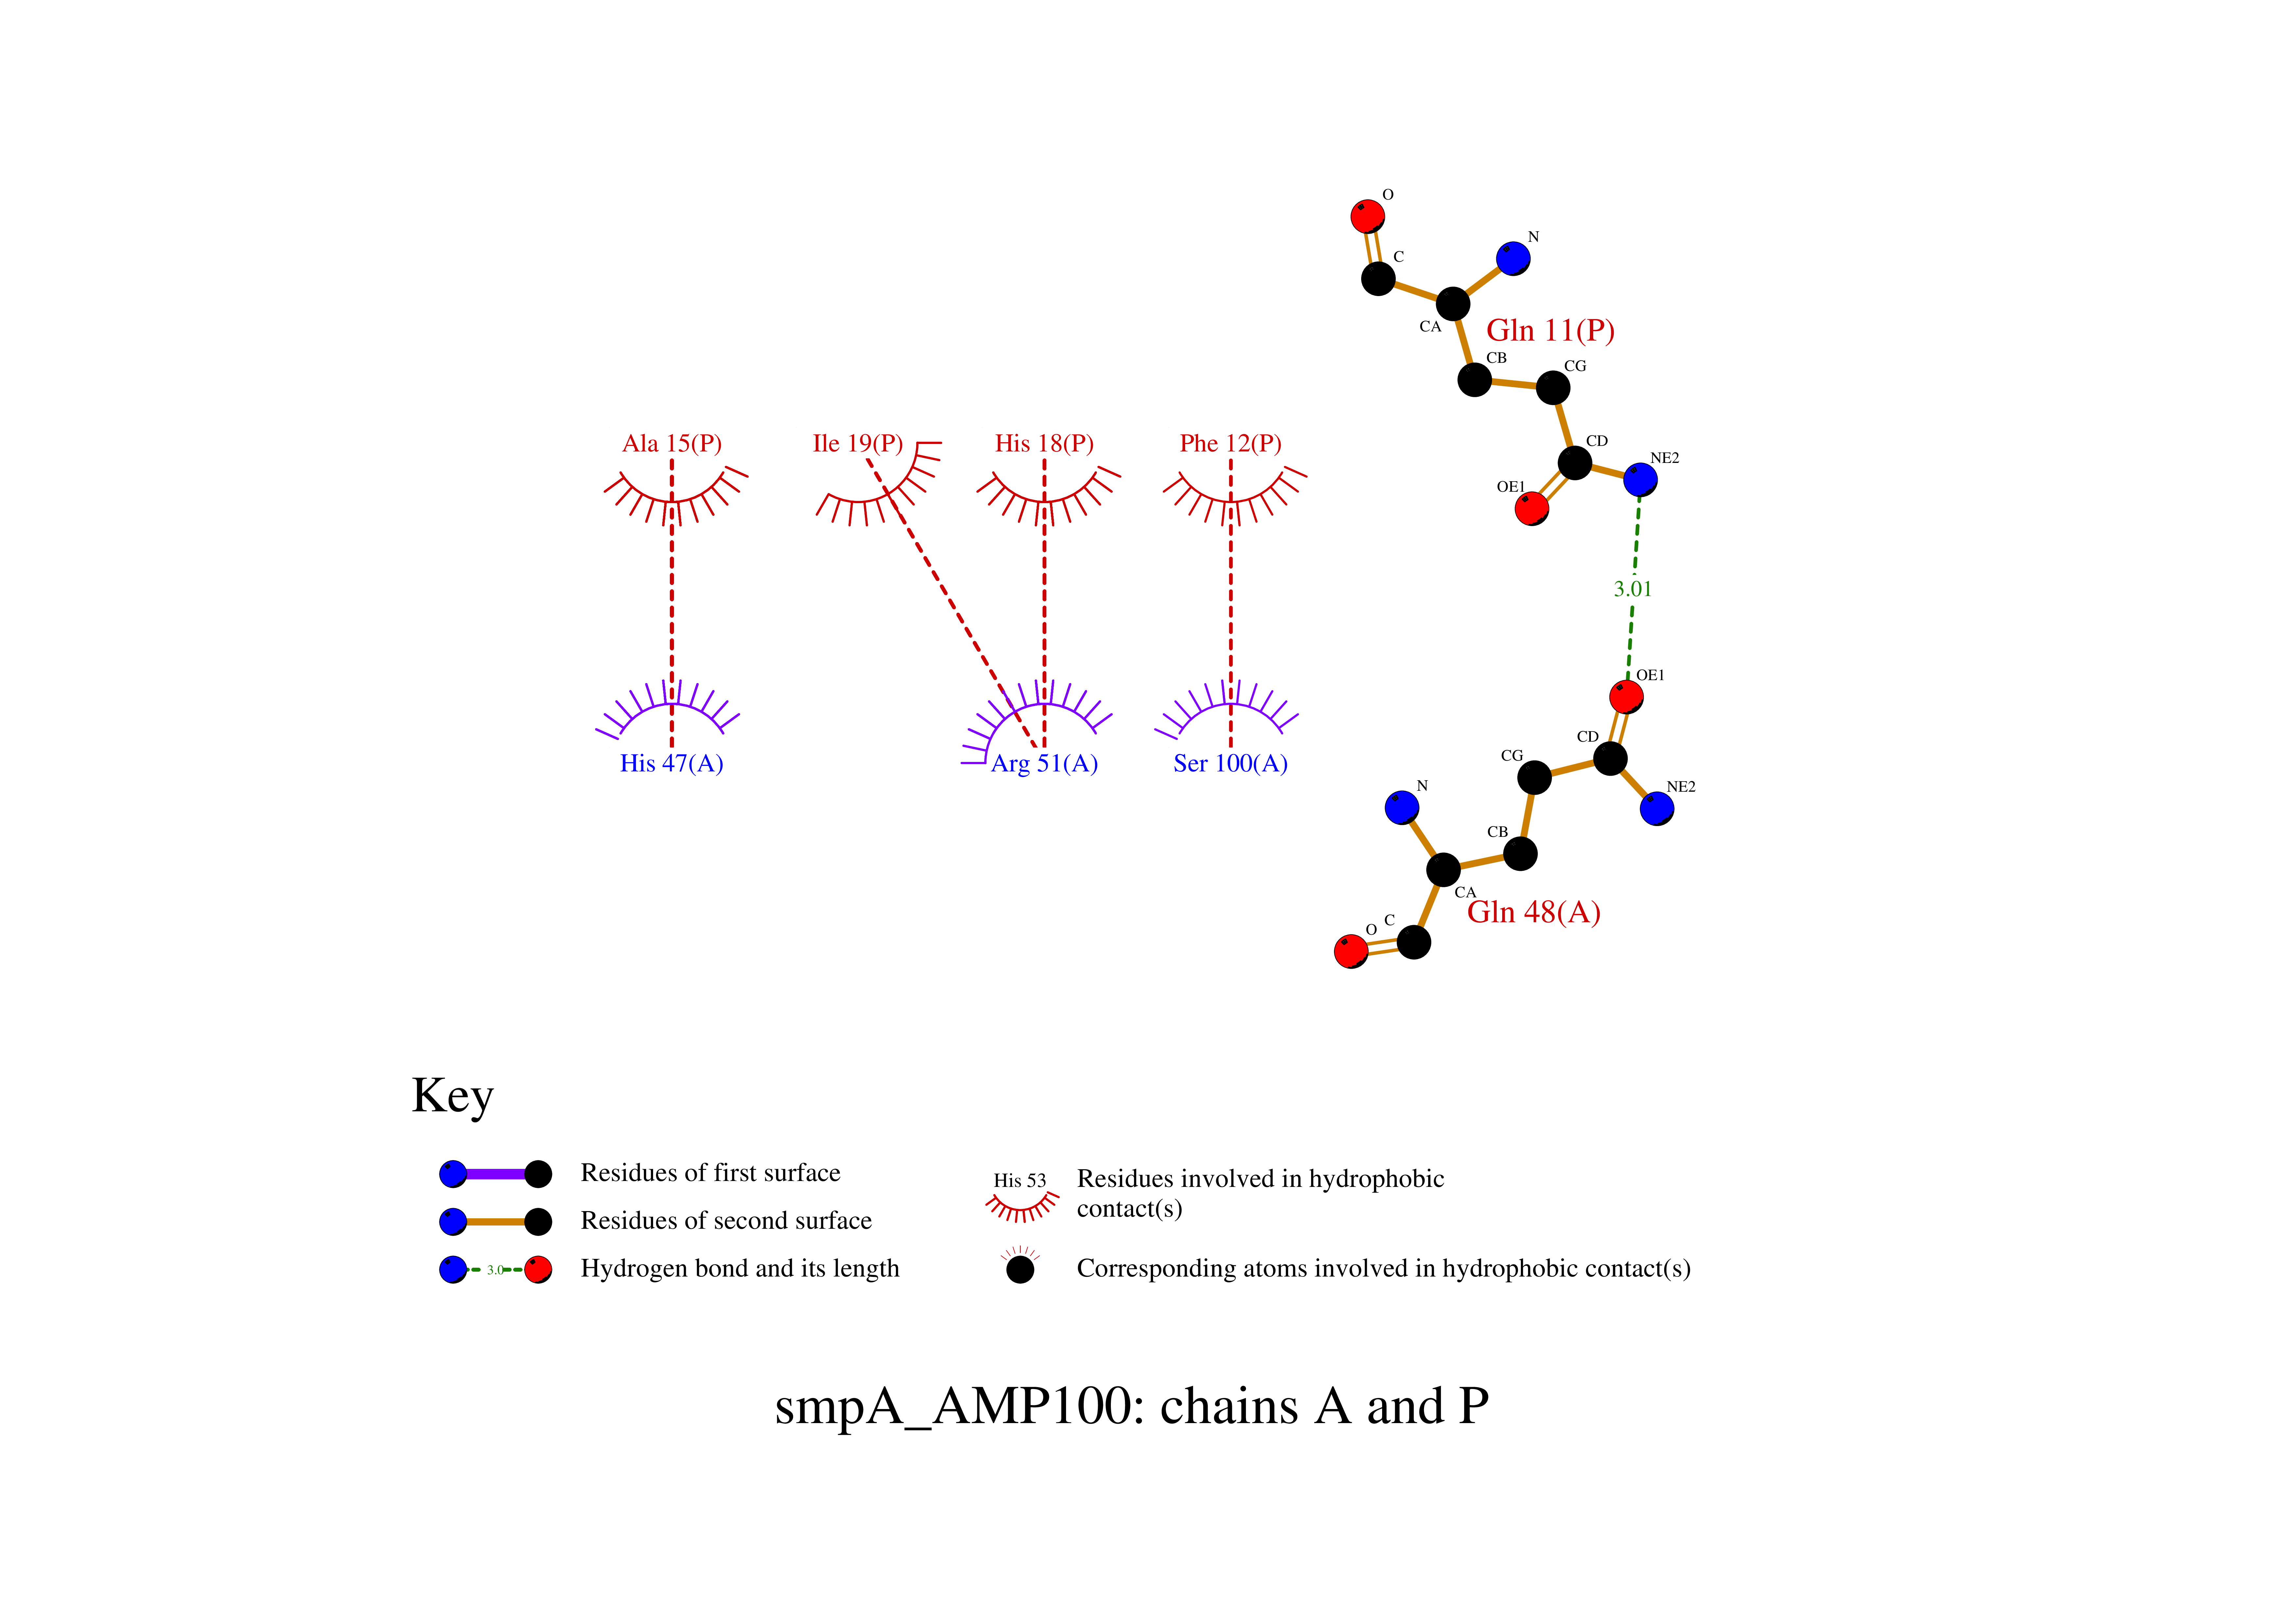 O
N
C
CA
Gln 11(P)
CB
CG
CD
NE2
OE1
Ala 15(P)
Ile 19(P)
His 18(P)
Phe 12(P)
3.01
OE1
CD
CG
NE2
N
CB
CA
Gln 48(A)
C
O
His 47(A)
Arg 51(A)
Ser 100(A)
Key
Residues of first surface
Residues of second surface
3.0
Hydrogen bond and its length
His 53
Residues involved in hydrophobic
contact(s)
Corresponding atoms involved in hydrophobic contact(s)
smpA_AMP100: chains A and P